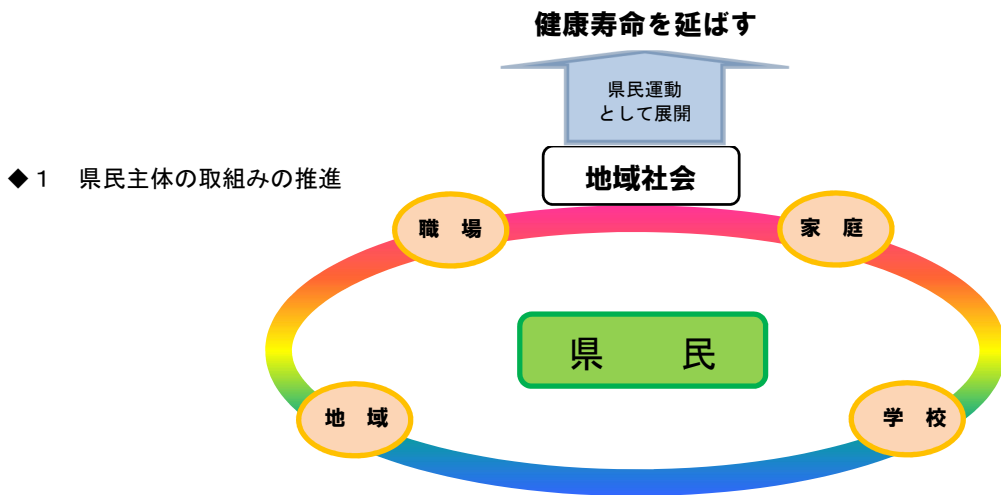 健康寿命を延ばす
県民運動
として展開
地域社会
◆１　県民主体の取組みの推進
職　場
家　庭
県　　民
地　域
学　校